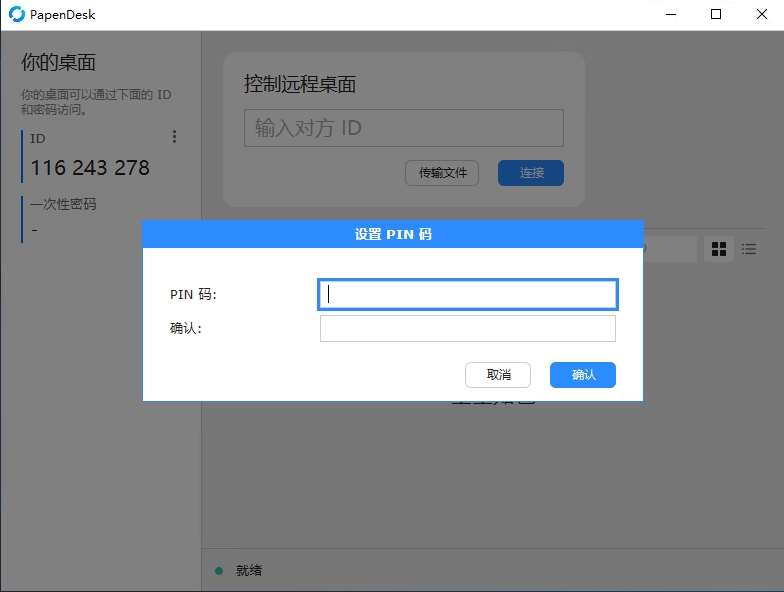 PapenDesk
你的桌面
你的桌面可以通过下面的 ID
和密码访问。
ID
116 243 278
一次性密码
-
控制远程桌面
输入对方 ID
传输文件
连接
设置 PIN 码
PIN 码:
确认:
取消
确认
就绪